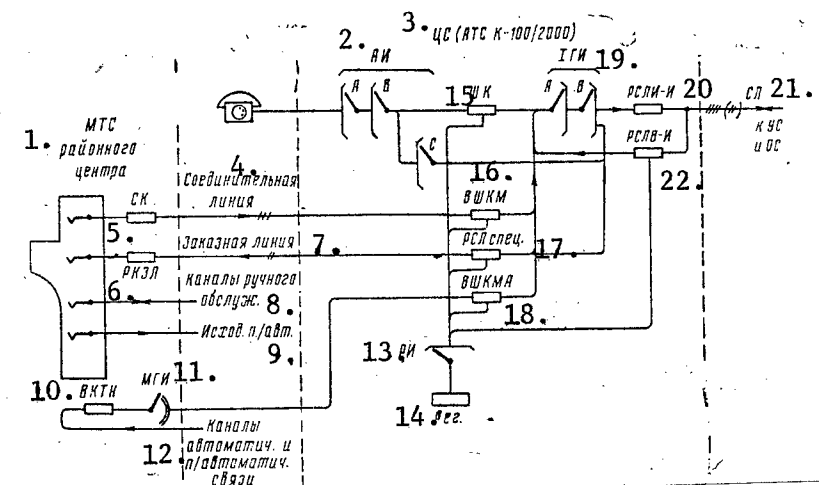 3. ЦС (АТС К-100/2000)
2. АИ
IГИ 19.
А В
15. ШК
А В
РСЛИ-И 20
СЛ 21.
К УС
и ОС
РСЛВ-И
22.
С
1. МТС
районного
центра
4.
Соединительная
линия
16.
ВШКМ
СК
5.
Заказная линия 7.
РСЛ спец. 17.
РКЗЛ
6.
Каналы ручного
обслуж. 8.
ВШКМА
18.
Исход. п/авт.
9.
13. РИ
14. Рег.
10. ВКТН
МГИ 11.
12. Каналы
автоматич. и
п/автоматич.
связи